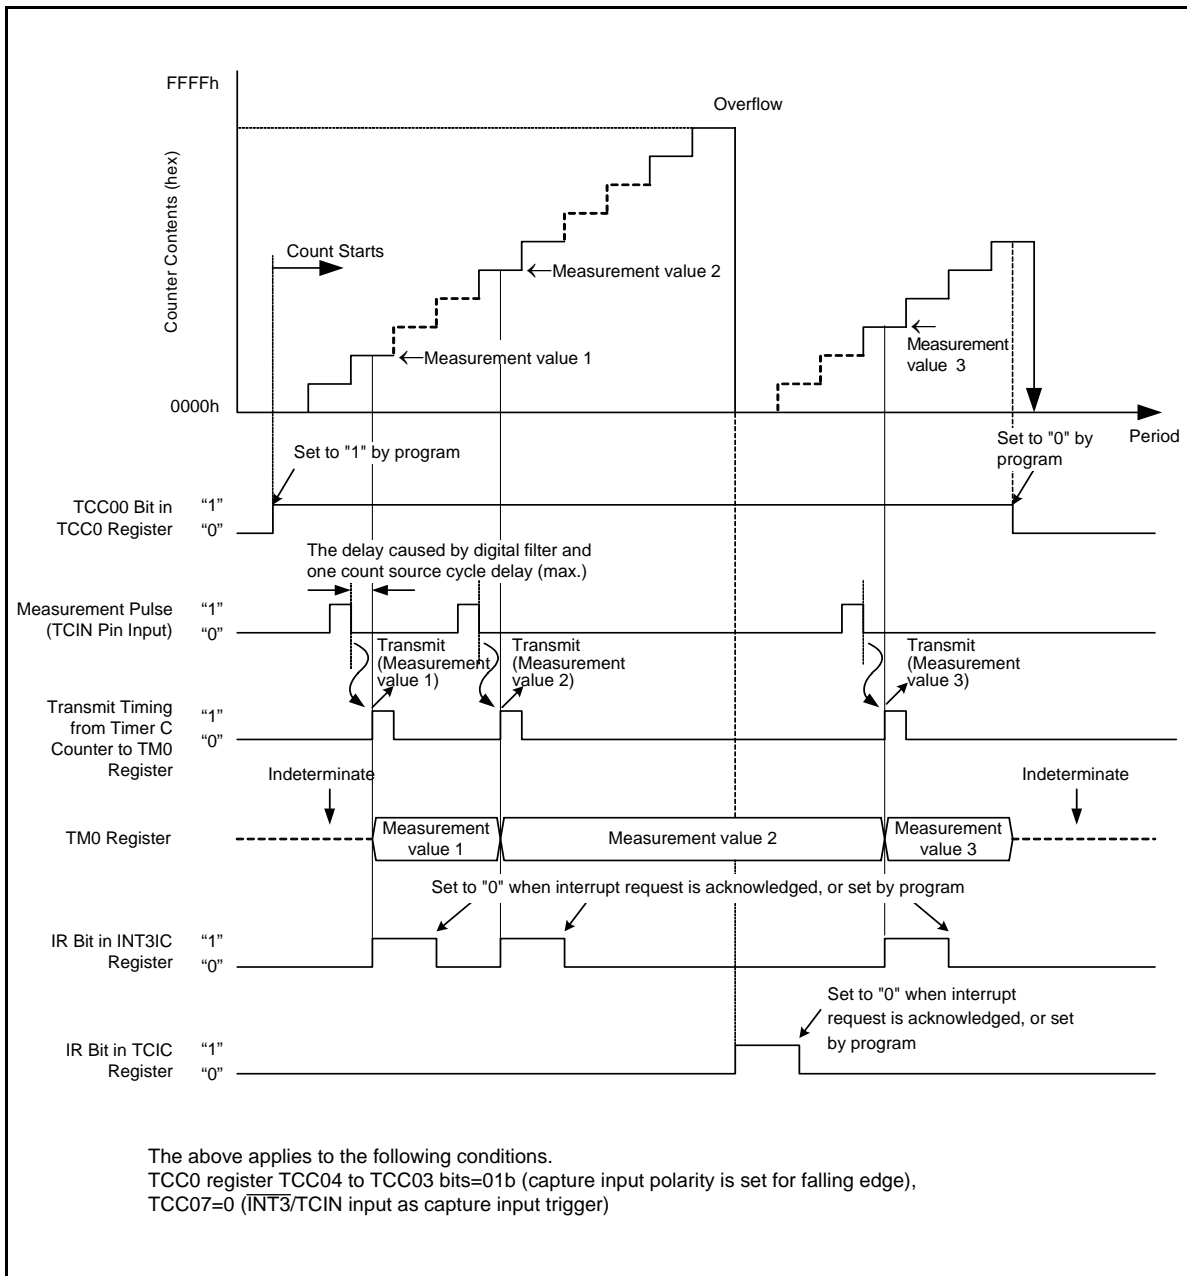 FFFFh
Overflow
Counter Contents (hex)
Count Starts
Measurement value 2
Measurement value 1
Measurement
value 3
0000h
Period
Set to "1" by program
Set to "0" by
program
TCC00 Bit in
TCC0 Register
“1”
“0”
The delay caused by digital filter and
one count source cycle delay (max.)
Measurement Pulse
(TCIN Pin Input)
“1”
“0”
Transmit
(Measurement
value 1)
Transmit
(Measurement
value 2)
Transmit
(Measurement
value 3)
Transmit Timing
from Timer C
Counter to TM0
Register
“1”
“0”
Indeterminate
Indeterminate
TM0 Register
Measurement
value 1
Measurement value 2
Measurement
value 3
Set to "0" when interrupt request is acknowledged, or set by program
IR Bit in INT3IC
Register
“1”
“0”
Set to "0" when interrupt
request is acknowledged, or set
by program
IR Bit in TCIC
Register
“1”
“0”
The above applies to the following conditions.
TCC0 register TCC04 to TCC03 bits=01b (capture input polarity is set for falling edge),
TCC07=0 (INT3/TCIN input as capture input trigger)